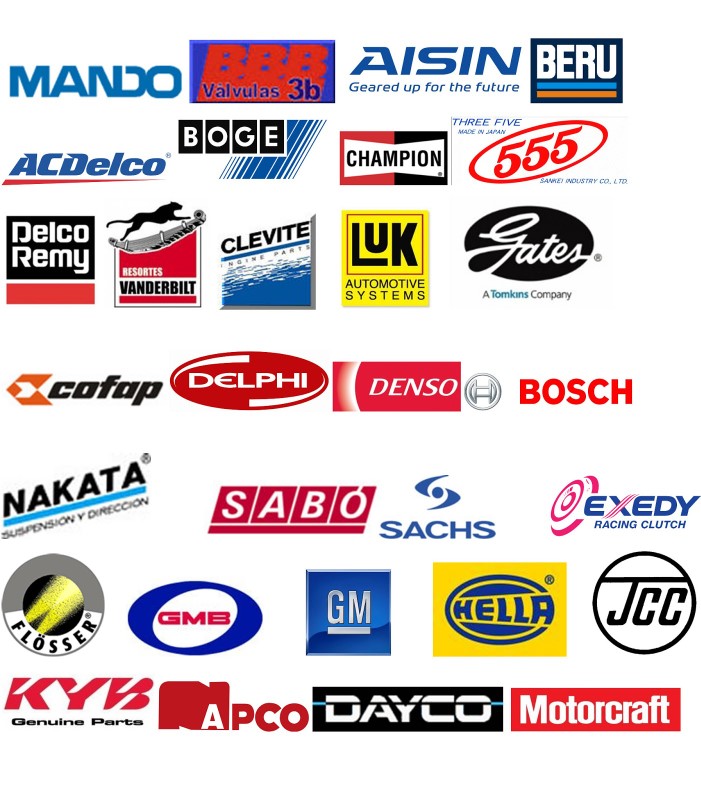 MANDO
BBB
Válvulas 3b
AISIN
Geared up for the future
BERU
ACDelco®
BOGE
CHAMPION®
THREE FIVE
MADE IN JAPAN
555
SANKEI INDUSTRY CO., LTD.
Delco
Remy
RESORTES
VANDERBILT
CLEVITE
ENGINE PARTS
LUK
AUTOMOTIVE
SYSTEMS
Gates®
A Tomkins Company
cofap
DELPHI
DENSO
BOSCH
NAKATA®
SUSPENSION Y DIRECCION
SABÓ
SACHS
EXEDY
RACING CLUTCH
FLÖSSER®
GMB
GM
HELLA®
JCC
KYB
Genuine Parts
NAPCO
DAYCO
Motorcraft